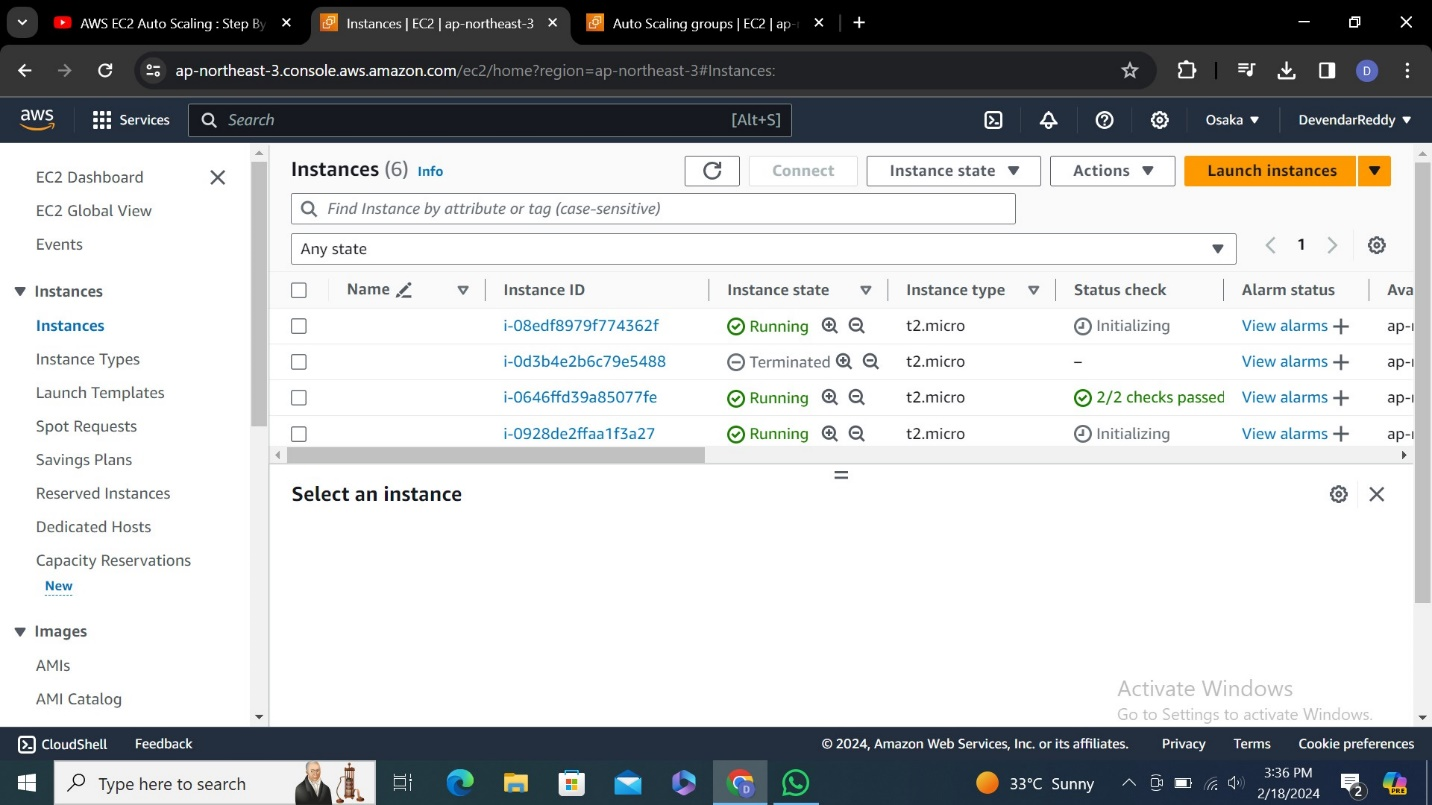 AWS EC2 Auto Scaling : Step By
Instances | EC2 | ap-northeast-3
Auto Scaling groups | EC2 | ap-
ap-northeast-3.console.aws.amazon.com/ec2/home?region=ap-northeast-3#Instances:
D
aws
Services
Search
[Alt+S]
Osaka
DevendarReddy
EC2 Dashboard
EC2 Global View
Events
Instances
Instances
Instance Types
Launch Templates
Spot Requests
Savings Plans
Reserved Instances
Dedicated Hosts
Capacity Reservations
New
Images
AMIs
AMI Catalog
Instances (6) Info
Connect
Instance state
Actions
Launch instances
Find Instance by attribute or tag (case-sensitive)
Any state
1
Name Instance ID Instance state Instance type Status check Alarm status Ava
i-08edf8979f774362f Running t2.micro Initializing View alarms + ap-
i-0d3b4e2b6c79e5488 Terminated t2.micro – View alarms + ap-
i-0646ffd39a85077fe Running t2.micro 2/2 checks passed View alarms + ap-
i-0928de2ffaa1f3a27 Running t2.micro Initializing View alarms + ap-
Select an instance
Activate Windows
Go to Settings to activate Windows.
CloudShell
Feedback
© 2024, Amazon Web Services, Inc. or its affiliates.
Privacy
Terms
Cookie preferences
Type here to search
D
33°C Sunny
3:36 PM
2/18/2024
2
PRE